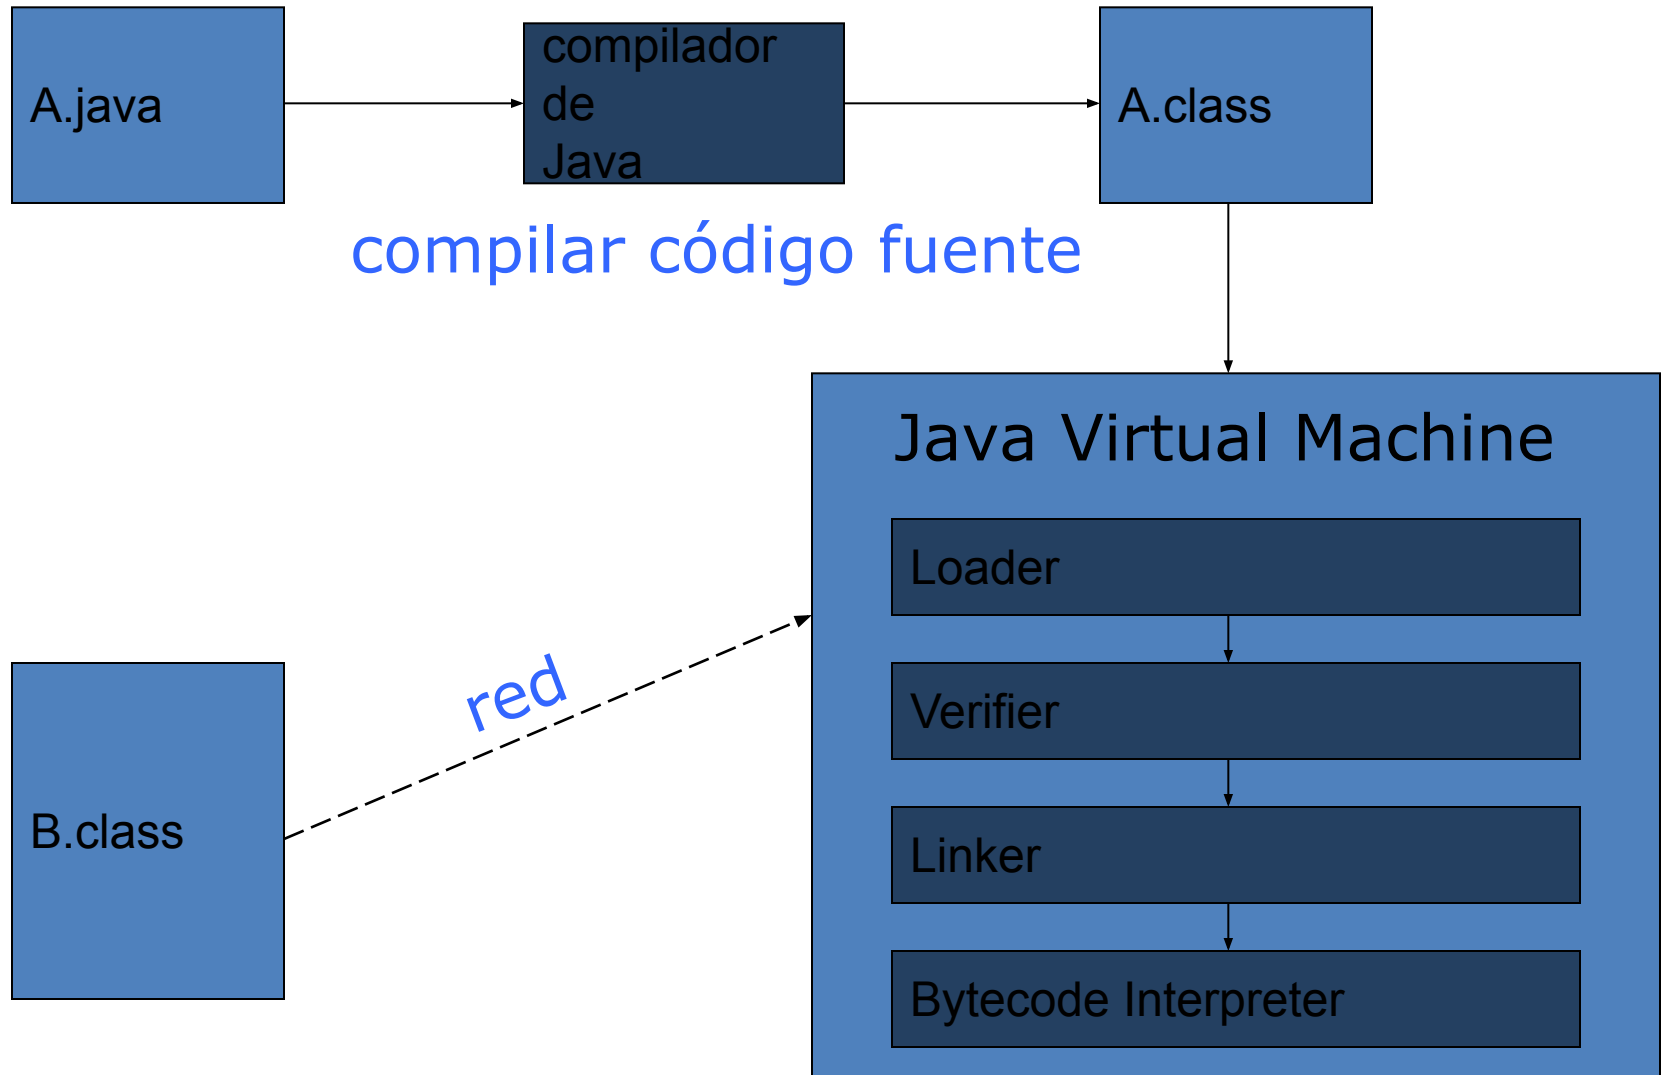 A.java
compilador
de
Java
A.class
compilar código fuente
Java Virtual Machine
Loader
red
Verifier
B.class
Linker
Bytecode Interpreter